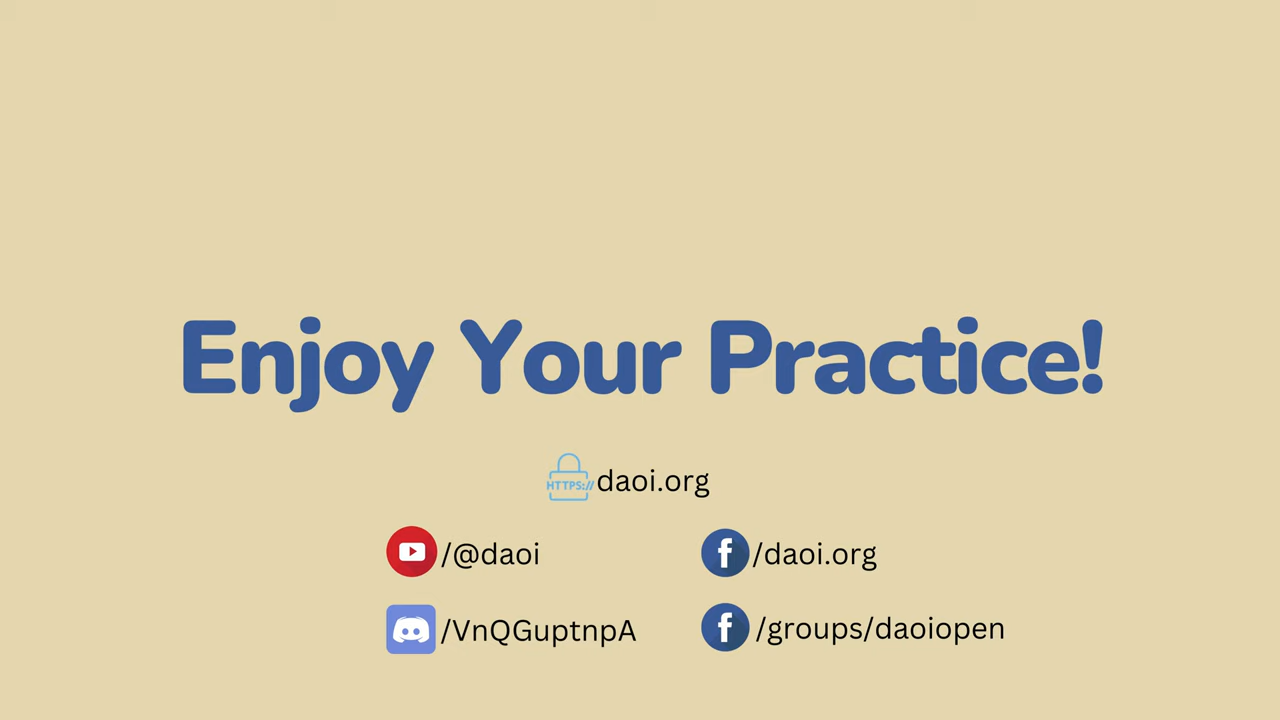 Enjoy Your Practice!
HTTPS:// daoi.org
/@daoi
/daoi.org
/VnQGuptnpA
/groups/daoiopen